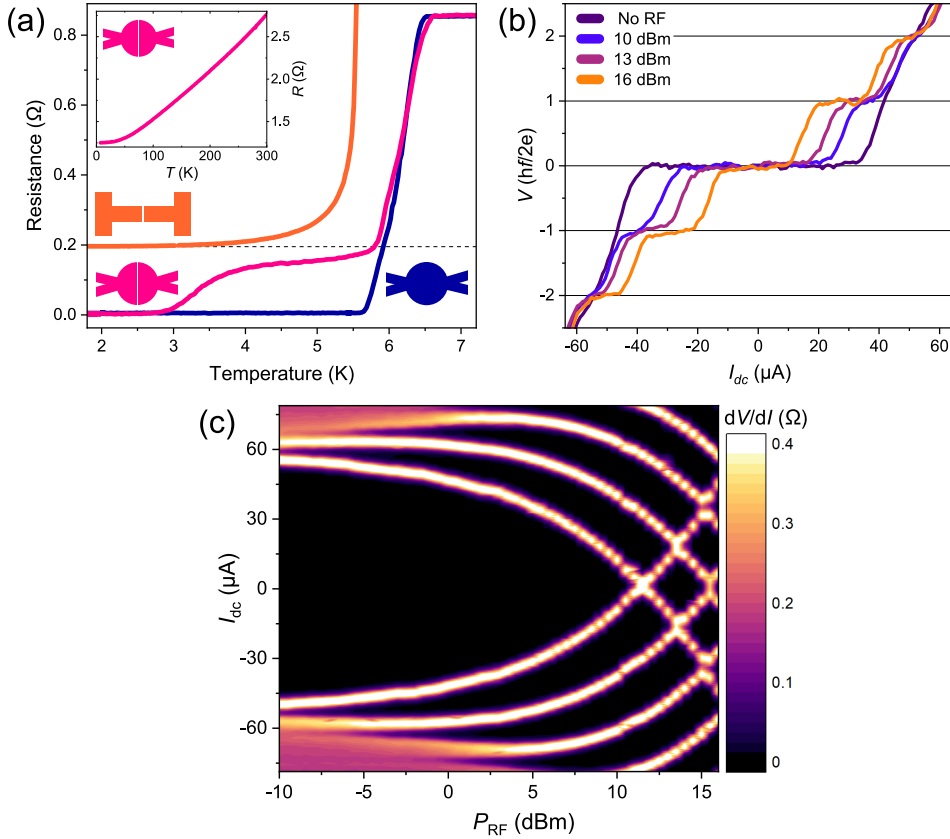 (a)
Resistance (Ω)
0.8
0.6
0.4
0.2
0.0
2
3
4
5
6
7
Temperature (K)
R (Ω)
2.5
2.0
1.5
0
100
200
300
T (K)
(b)
No RF
10 dBm
13 dBm
16 dBm
V (hf/2e)
2
1
0
-1
-2
-60
-40
-20
0
20
40
60
I_dc (μA)
(c)
I_dc (μA)
60
30
0
-30
-60
-10
-5
0
5
10
15
P_RF (dBm)
dV/dI (Ω)
0.4
0.3
0.2
0.1
0